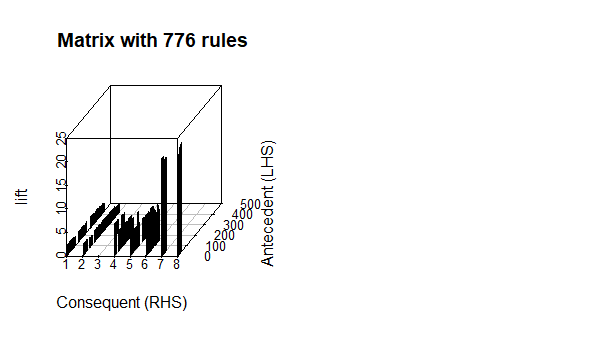 Matrix with 776 rules
lift
0 5 10 15 20 25
1 2 3 4 5 6 7 8
0 100 200 300 400 500
Antecedent (LHS)
Consequent (RHS)